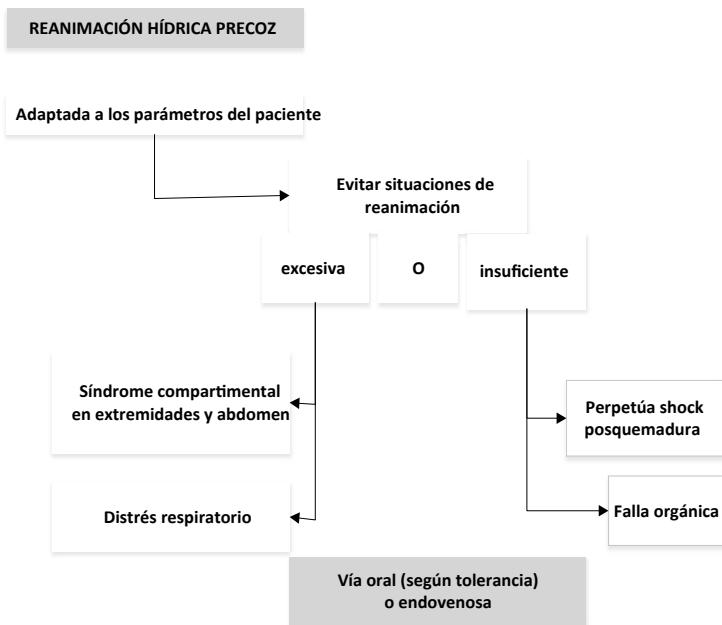 REANIMACIÓN HÍDRICA PRECOZ
Adaptada a los parámetros del paciente
Evitar situaciones de
reanimación
excesiva
O
insuficiente
Síndrome compartimental
en extremidades y abdomen
Perpetúa shock
posquemadura
Distrés respiratorio
Falla orgánica
Vía oral (según tolerancia)
o endovenosa